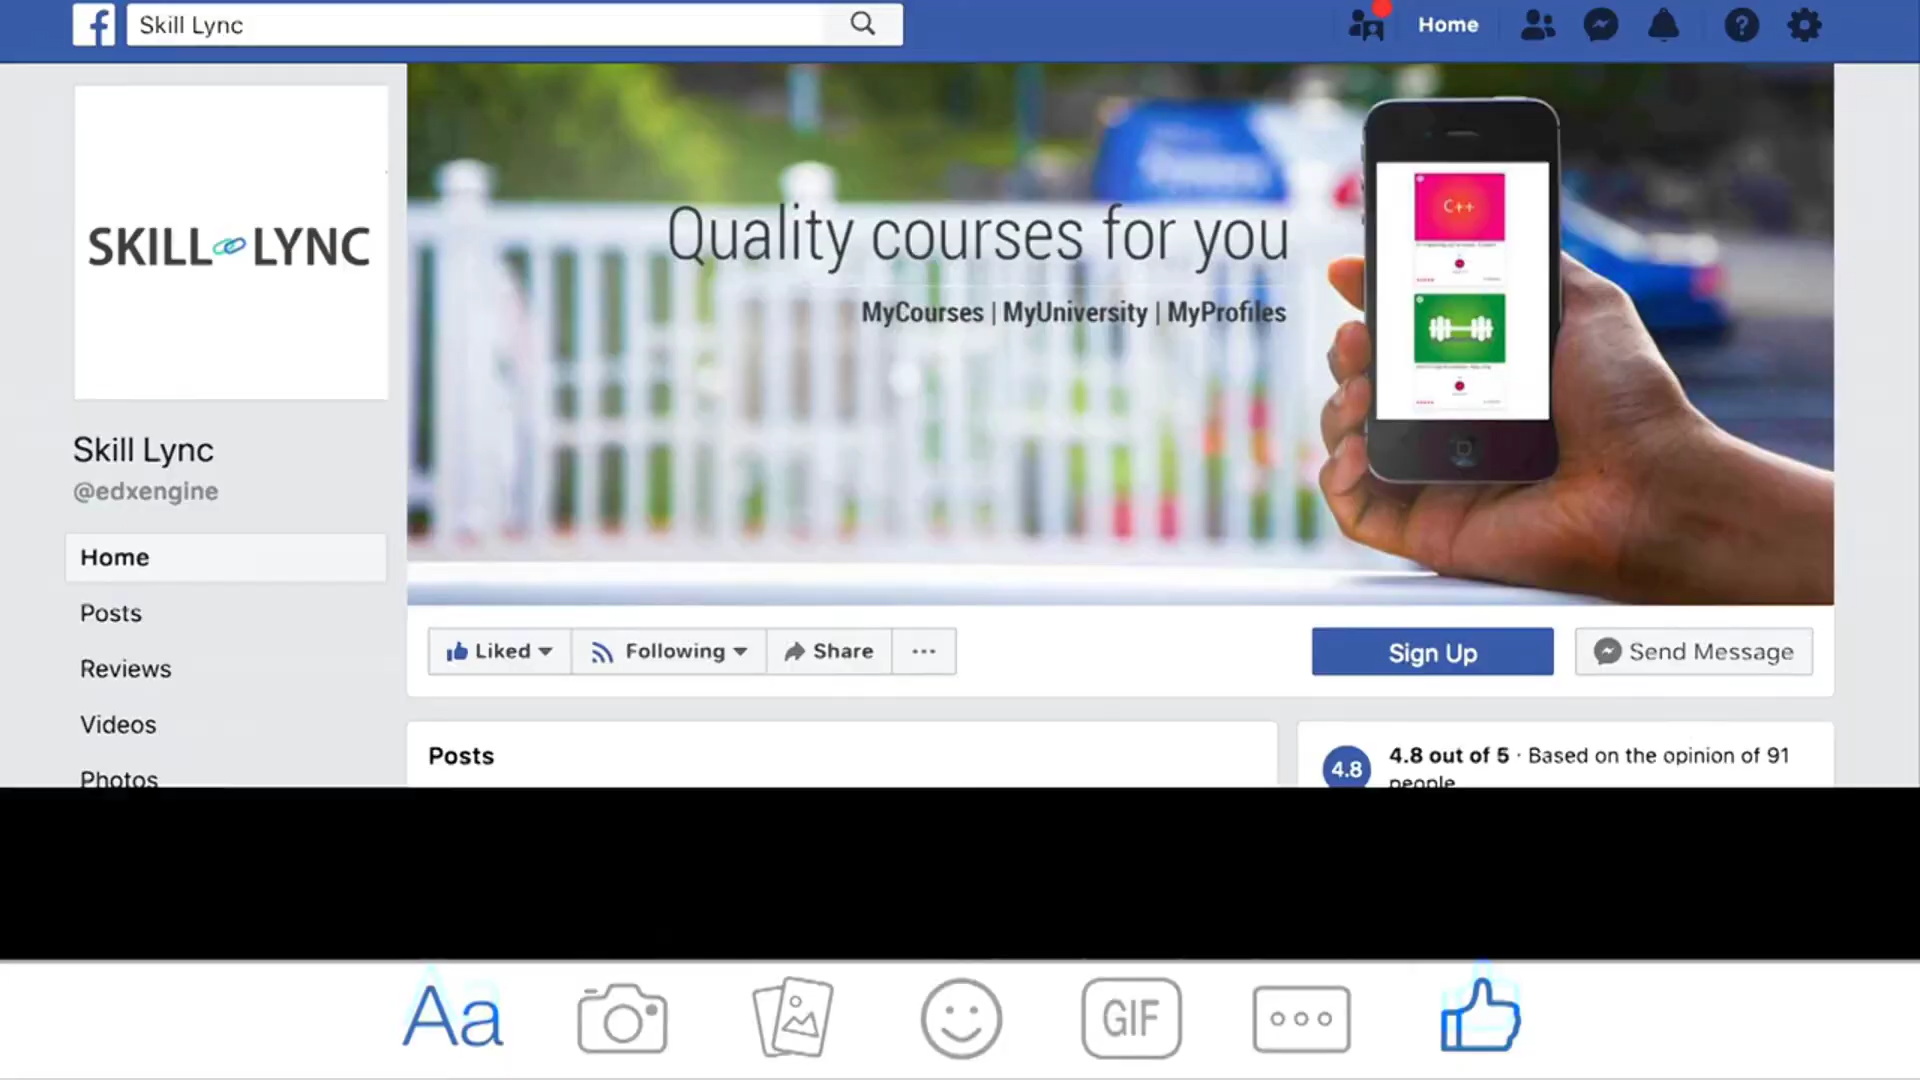 Skill Lync
Home
SKILL LYNC
Quality courses for you
MyCourses | MyUniversity | MyProfiles
C++
Skill Lync
@edxengine
Home
Posts
Reviews
Videos
Photos
Liked
Following
Share
Sign Up
Send Message
Posts
4.8
4.8 out of 5 · Based on the opinion of 91
people
Aa
GIF